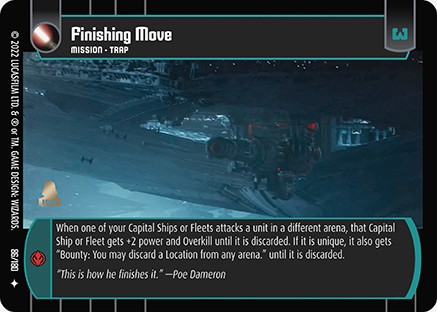 Finishing Move
MISSION • TRAP
3
When one of your Capital Ships or Fleets attacks a unit in a different arena, that Capital
Ship or Fleet gets +2 power and Overkill until it is discarded. If it is unique, it also gets
"Bounty: You may discard a Location from any arena." until it is discarded.
"This is how he finishes it." —Poe Dameron
©2022 LUCASFILM LTD. & ® OR ™ GAME DESIGN: WIZARDS.
86/180